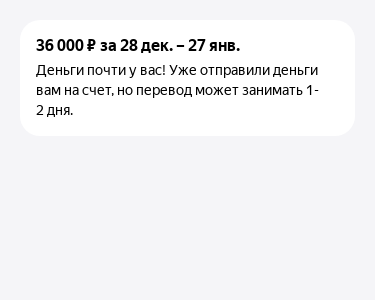 36 000 ₽ за 28 дек. – 27 янв.
Деньги почти у вас! Уже отправили деньги
вам на счет, но перевод может занимать 1-
2 дня.